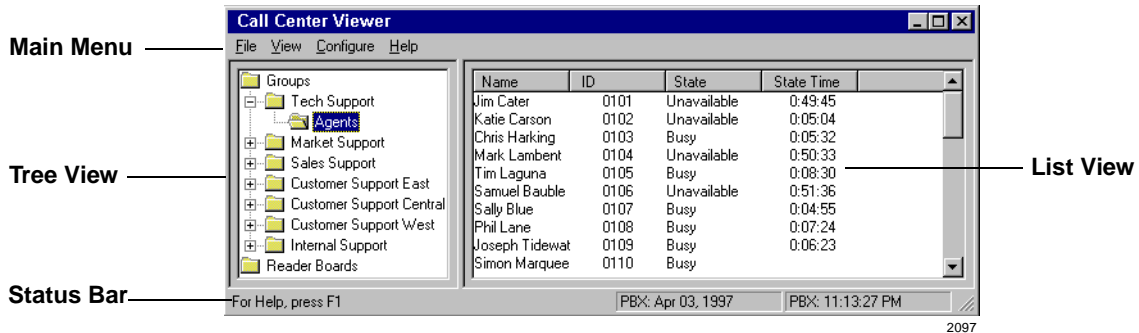 Call Center Viewer
Main Menu
File View Configure Help
Groups
Tech Support
Agents
Market Support
Sales Support
Customer Support East
Customer Support Central
Customer Support West
Internal Support
Reader Boards
Tree View
Name ID State State Time
Jim Cater 0101 Unavailable 0:49:45
Katie Carson 0102 Unavailable 0:05:04
Chris Harking 0103 Busy 0:05:32
Mark Lambent 0104 Unavailable 0:50:33
Tim Laguna 0105 Busy 0:08:30
Samuel Bauble 0106 Unavailable 0:51:36
Sally Blue 0107 Busy 0:04:55
Phil Lane 0108 Busy 0:07:24
Joseph Tidewat 0109 Busy 0:06:23
Simon Marquee 0110 Busy
List View
Status Bar
For Help, press F1 PBX: Apr 03, 1997 PBX: 11:13:27 PM
2097